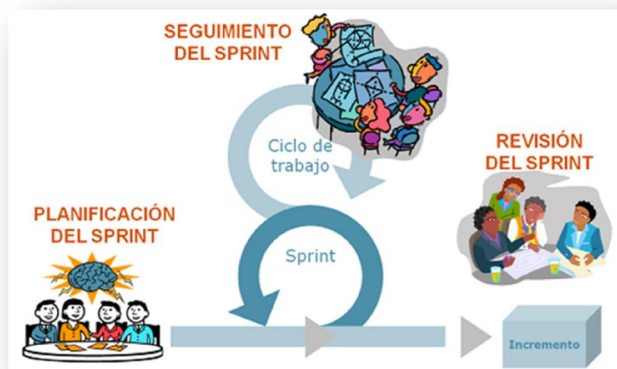 SEGUIMIENTO
DEL SPRINT
Ciclo de
trabajo
REVISIÓN
DEL SPRINT
PLANIFICACIÓN
DEL SPRINT
Sprint
Incremento